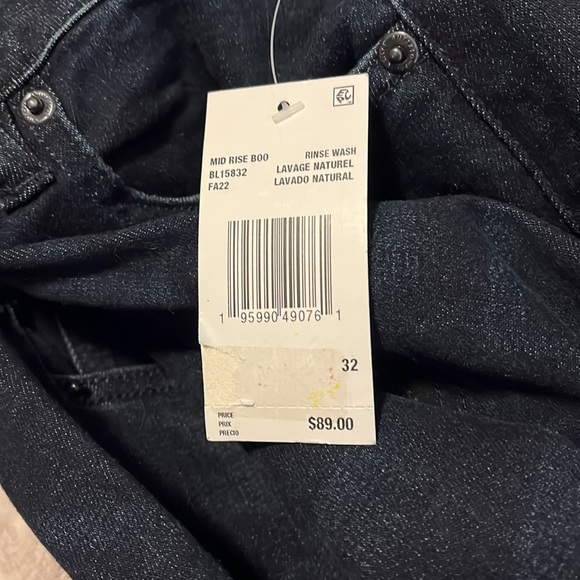 MID RISE BOO RINSE WASH
BL15832 LAVAGE NATUREL
FA22 LAVADO NATURAL
1 95990 49076 1
32
PRICE
PRIX
PRECIO
$89.00